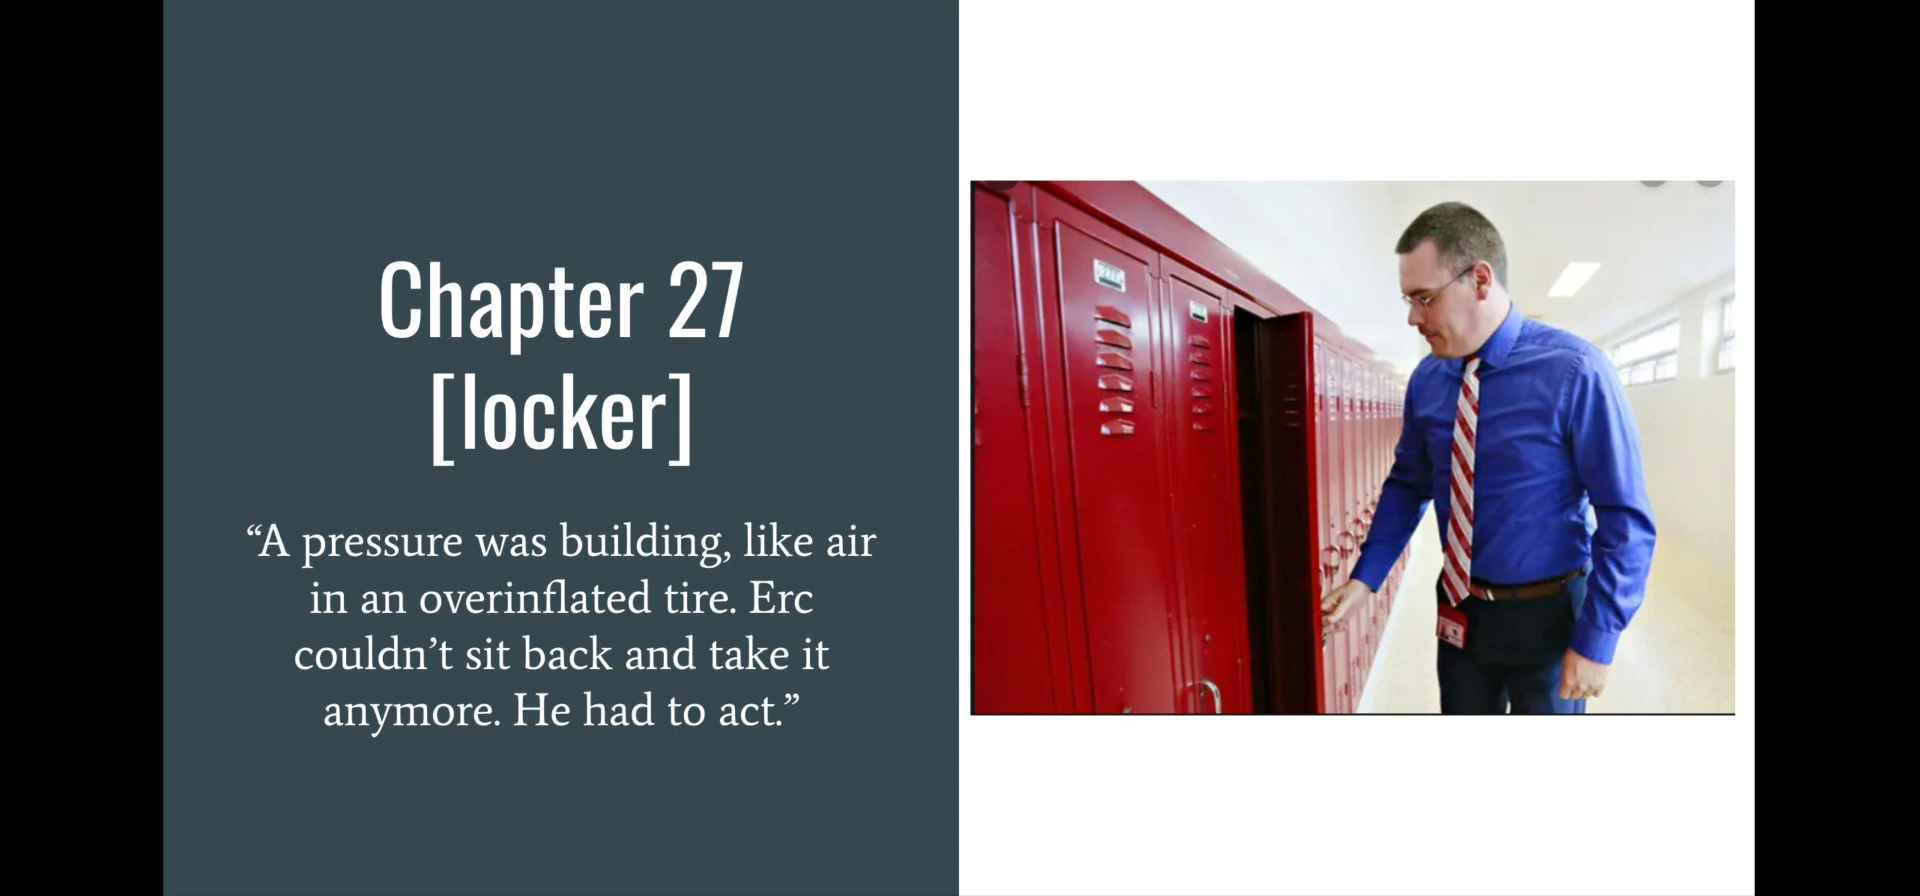 Chapter 27
[locker]
“A pressure was building, like air
in an overinflated tire. Erc
couldn’t sit back and take it
anymore. He had to act.”